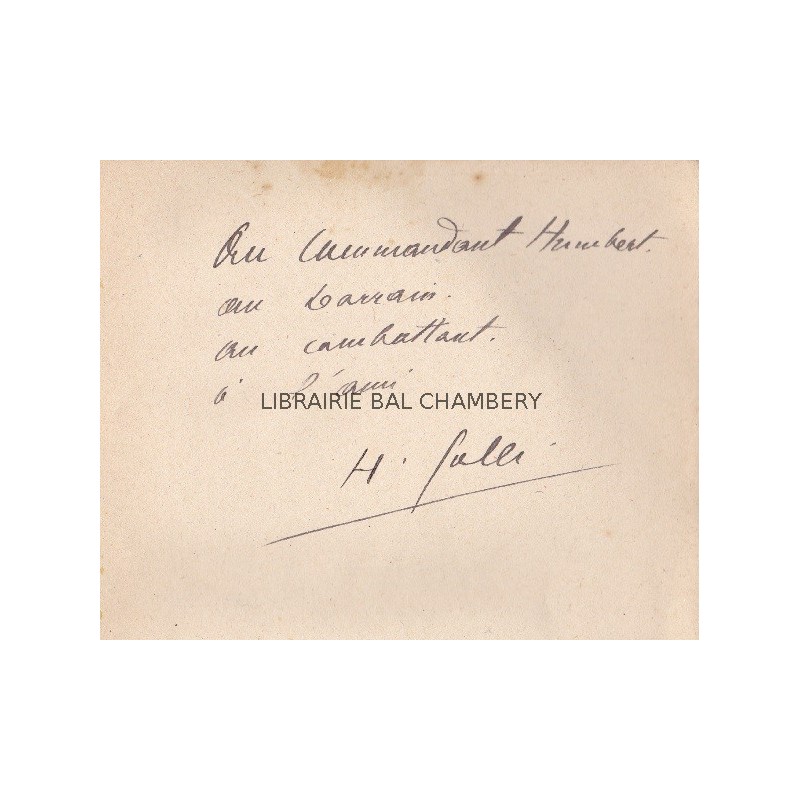 Au Commandant Humbert.
au Lorrain.
au combattant.
à l'ami
LIBRAIRIE BAL CHAMBERY
H. Galli